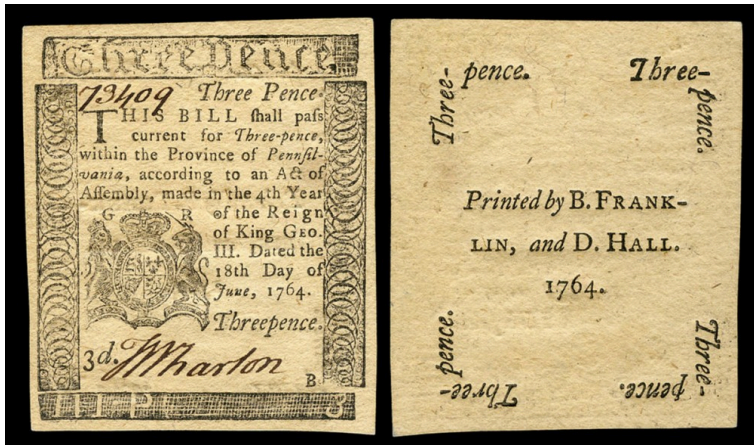 Three Pence
73409 Three Pence.
THIS BILL ſhall paſs
current for Three-pence,
within the Province of Pennſil-
vania, according to an Act of
Aſſembly, made in the 4th Year
G R of the Reign
of King GEO.
III. Dated the
18th Day of
June, 1764.
Threepence.
3d. Wharton
B
III-P
Three-pence.
Three-pence.
Printed by B. FRANK-
LIN, and D. HALL.
1764.
Three-pence.
Three-pence.